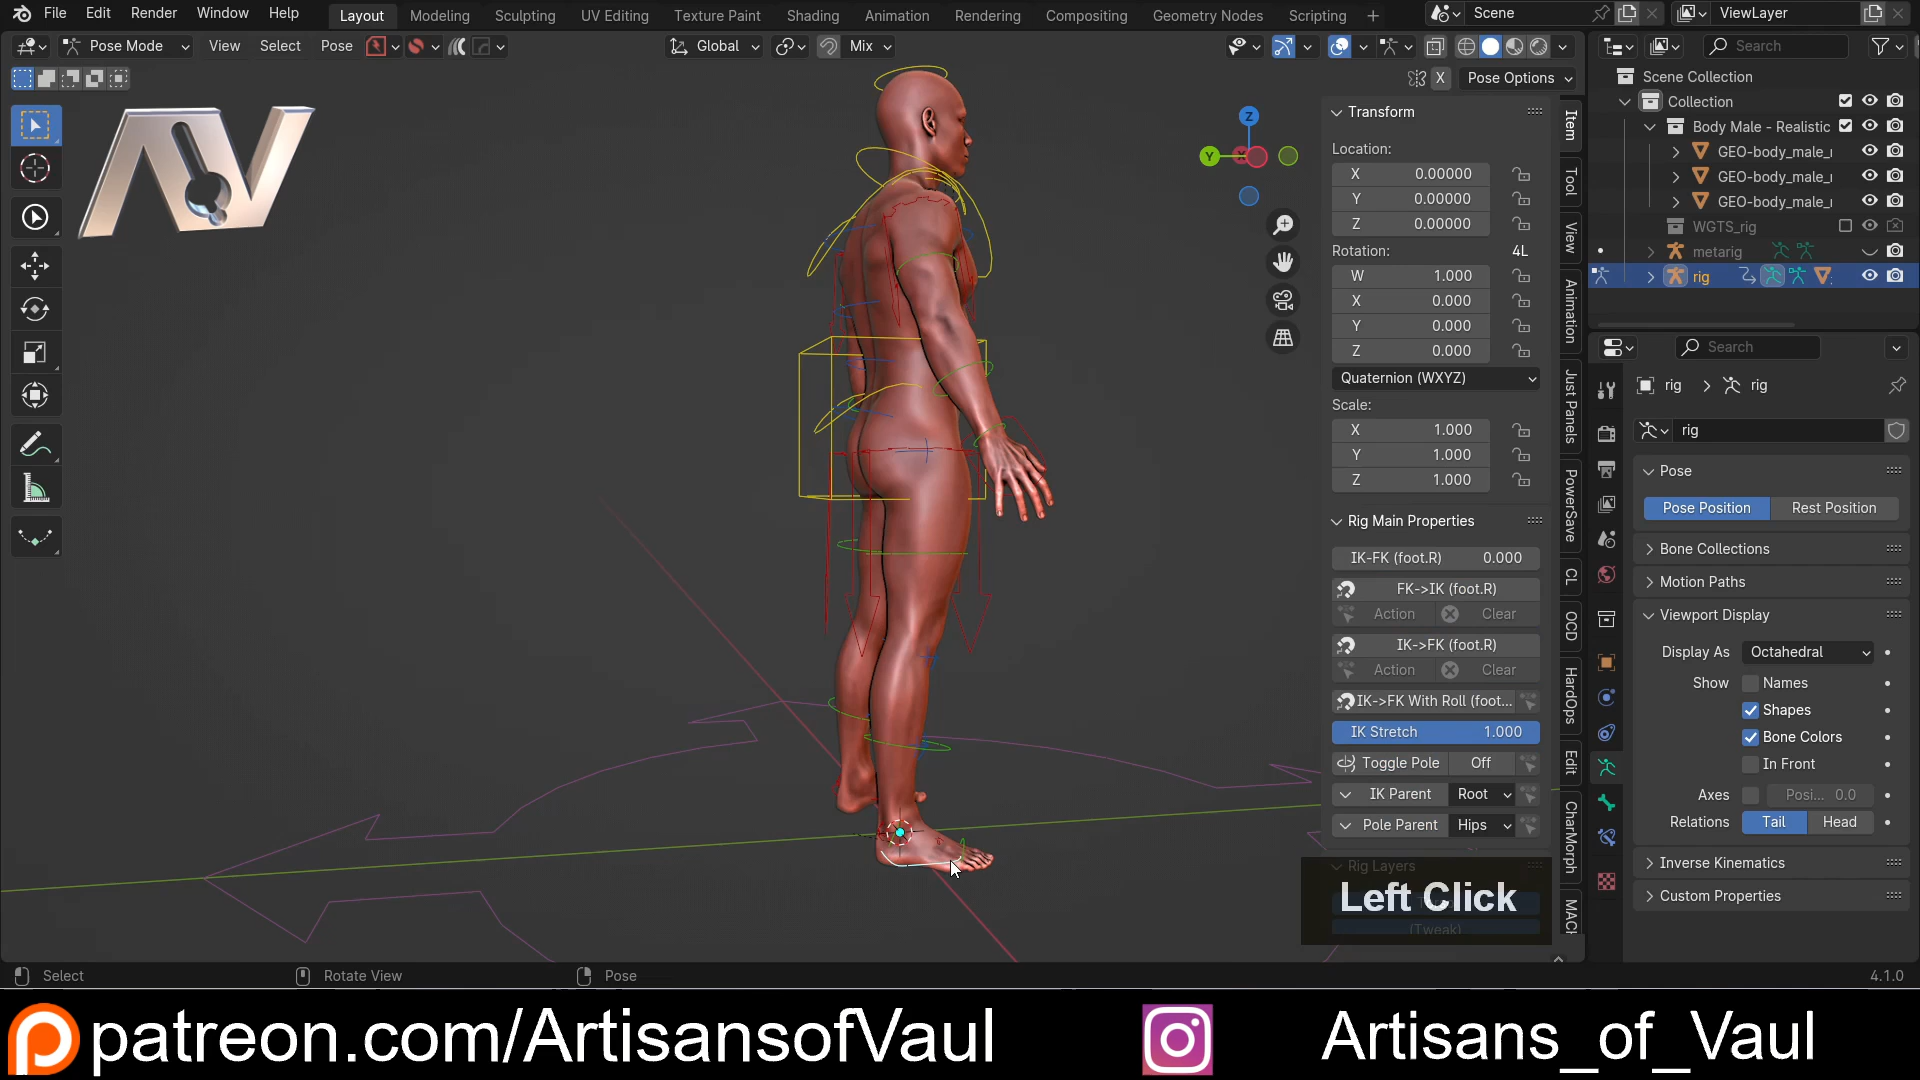 File Edit Render Window Help Layout Modeling Sculpting UV Editing Texture Paint Shading Animation Rendering Compositing Geometry Nodes Scripting + Scene ViewLayer
Pose Mode View Select Pose Global Mix Search
X Pose Options
AV
Z
Y
Transform
Location:
X 0.00000
Y 0.00000
Z 0.00000
Rotation: 4L
W 1.000
X 0.000
Y 0.000
Z 0.000
Quaternion (WXYZ)
Scale:
X 1.000
Y 1.000
Z 1.000
Rig Main Properties
IK-FK (foot.R) 0.000
FK->IK (foot.R)
Action Clear
IK->FK (foot.R)
Action Clear
IK->FK With Roll (foot...
IK Stretch 1.000
Toggle Pole Off
IK Parent Root
Pole Parent Hips
Rig Layers
(Tweak)
Left Click
Item
Tool
View
Animation
Just Panels
PowerSave
CL
OCD
HardOps
Edit
CharMorph
MACH
Scene Collection
Collection
Body Male - Realistic
GEO-body_male_
GEO-body_male_
GEO-body_male_
WGTS_rig
metarig
rig
Search
rig > rig
rig
Pose
Pose Position Rest Position
Bone Collections
Motion Paths
Viewport Display
Display As Octahedral
Show Names
Shapes
Bone Colors
In Front
Axes Posi... 0.0
Relations Tail Head
Inverse Kinematics
Custom Properties
Select Rotate View Pose 4.1.0
patreon.com/ArtisansofVaul Artisans_of_Vaul